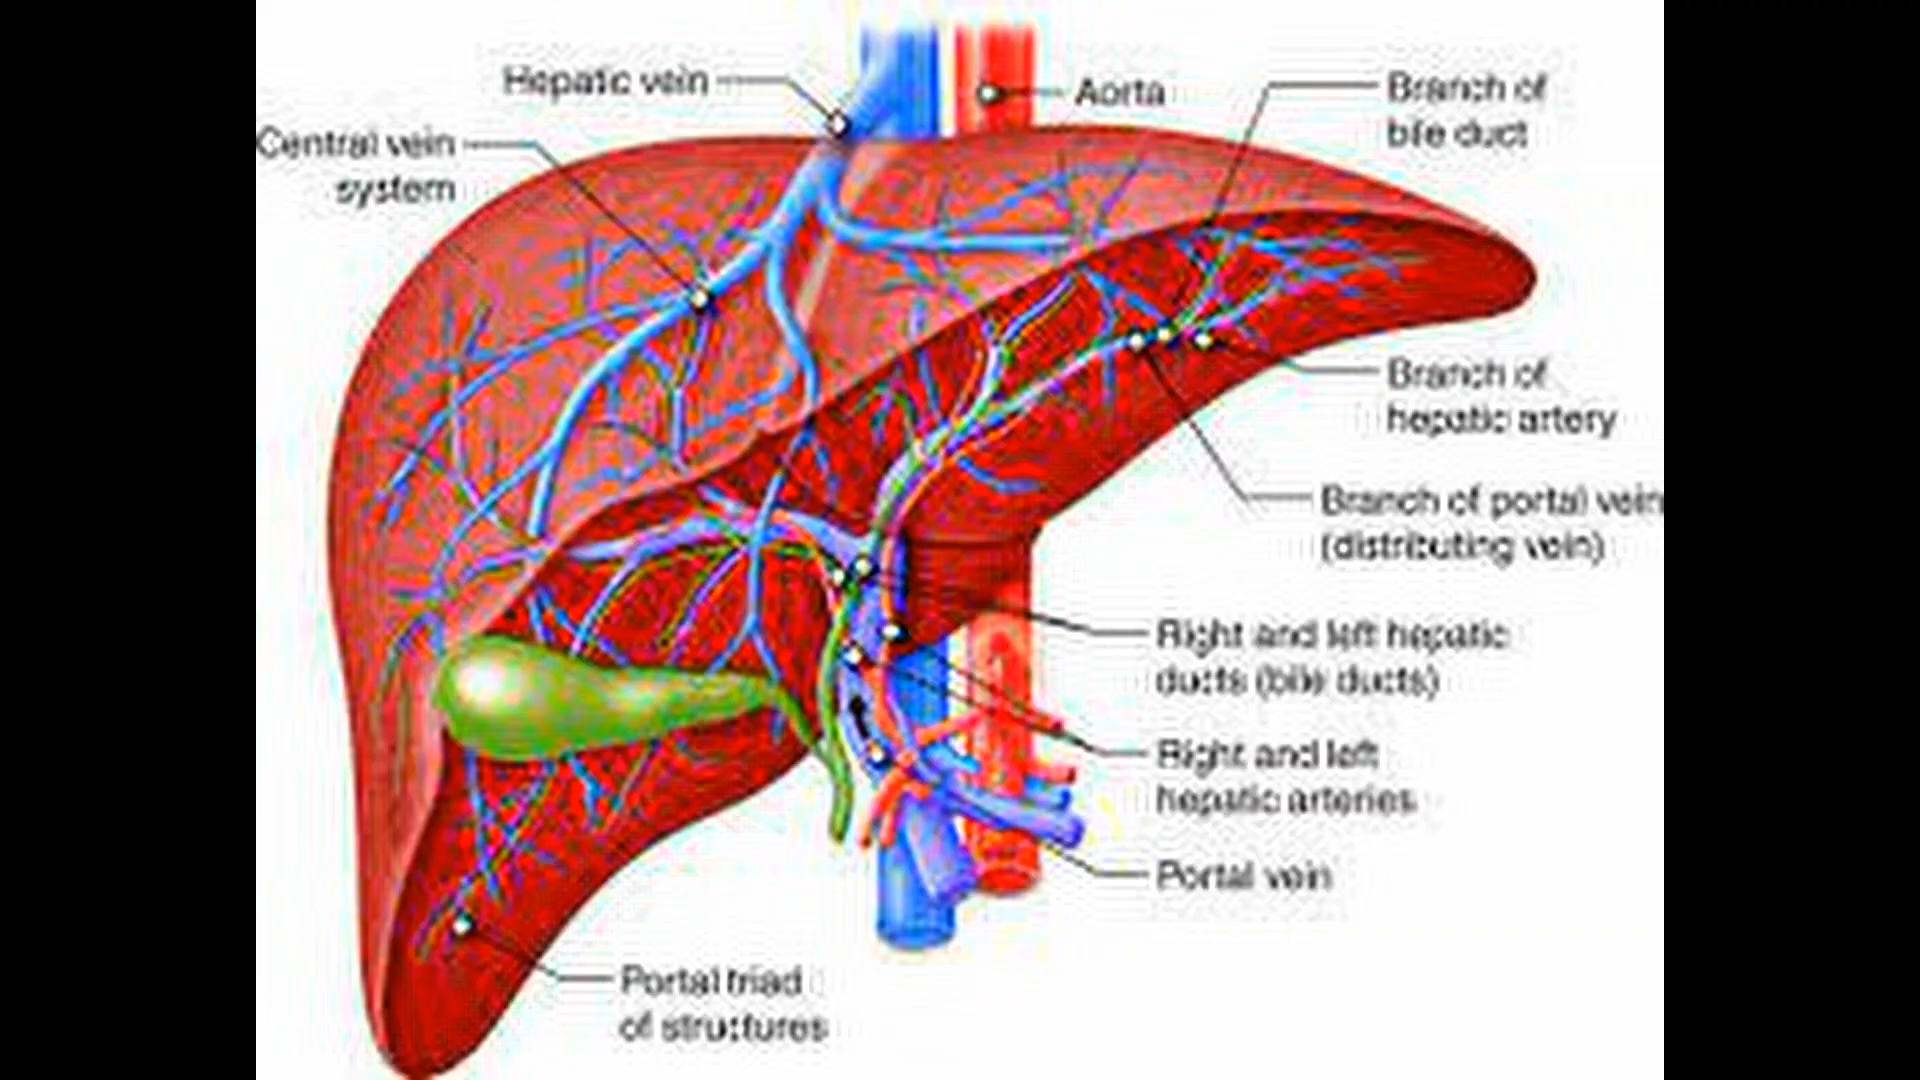 Hepatic vein
Aorta
Branch of
bile duct
Central vein
system
Branch of
hepatic artery
Branch of portal vein
(distributing vein)
Right and left hepatic
ducts (bile ducts)
Right and left
hepatic arteries
Portal vein
Portal triad
of structures